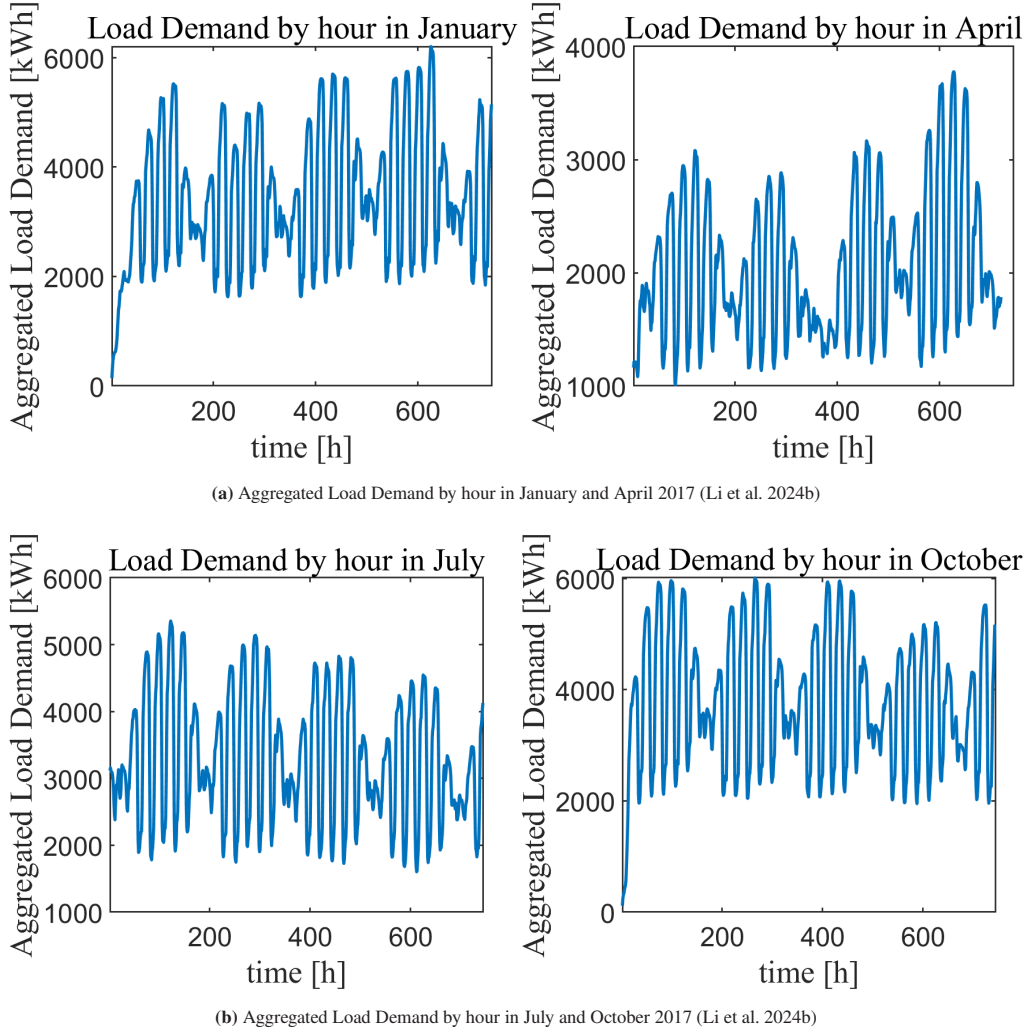 Load Demand by hour in January
Aggregated Load Demand [kWh]
6000
4000
2000
0
200
400
600
time [h]
Load Demand by hour in April
Aggregated Load Demand [kWh]
4000
3000
2000
1000
200
400
600
time [h]
(a) Aggregated Load Demand by hour in January and April 2017 (Li et al. 2024b)
Load Demand by hour in July
Aggregated Load Demand [kWh]
6000
5000
4000
3000
2000
1000
200
400
600
time [h]
Load Demand by hour in October
Aggregated Load Demand [kWh]
6000
4000
2000
0
200
400
600
time [h]
(b) Aggregated Load Demand by hour in July and October 2017 (Li et al. 2024b)